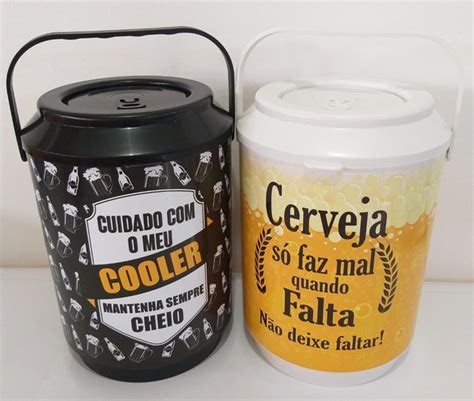 CUIDADO COM
O MEU
COOLER
MANTENHA SEMPRE
CHEIO
Cerveja
só faz mal
quando
Falta
Não deixe faltar!